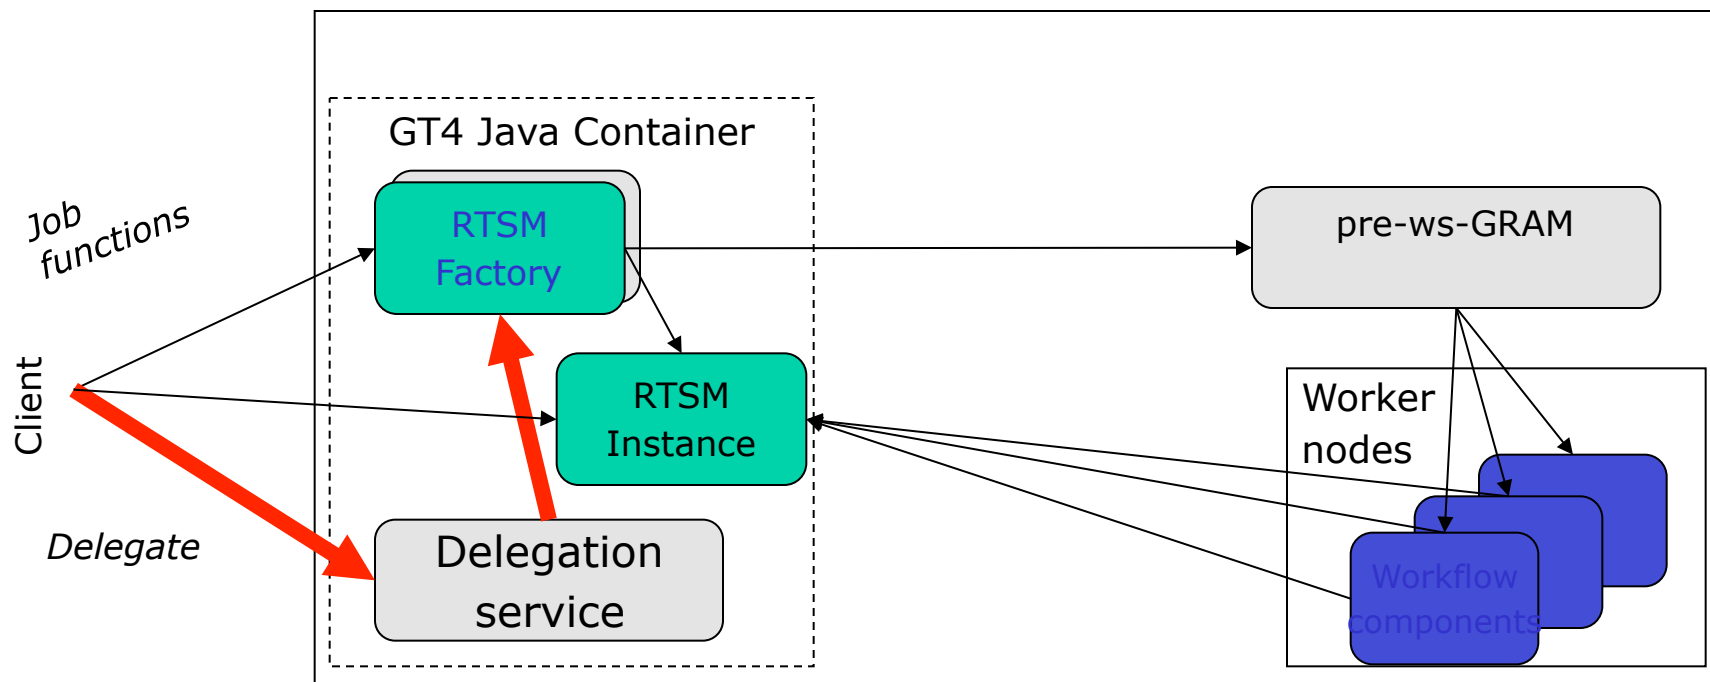 GT4 Java Container
Job
functions
RTSM
Factory
pre-ws-GRAM
Client
RTSM
Instance
Worker
nodes
Delegate
Delegation
service
Workflow
components